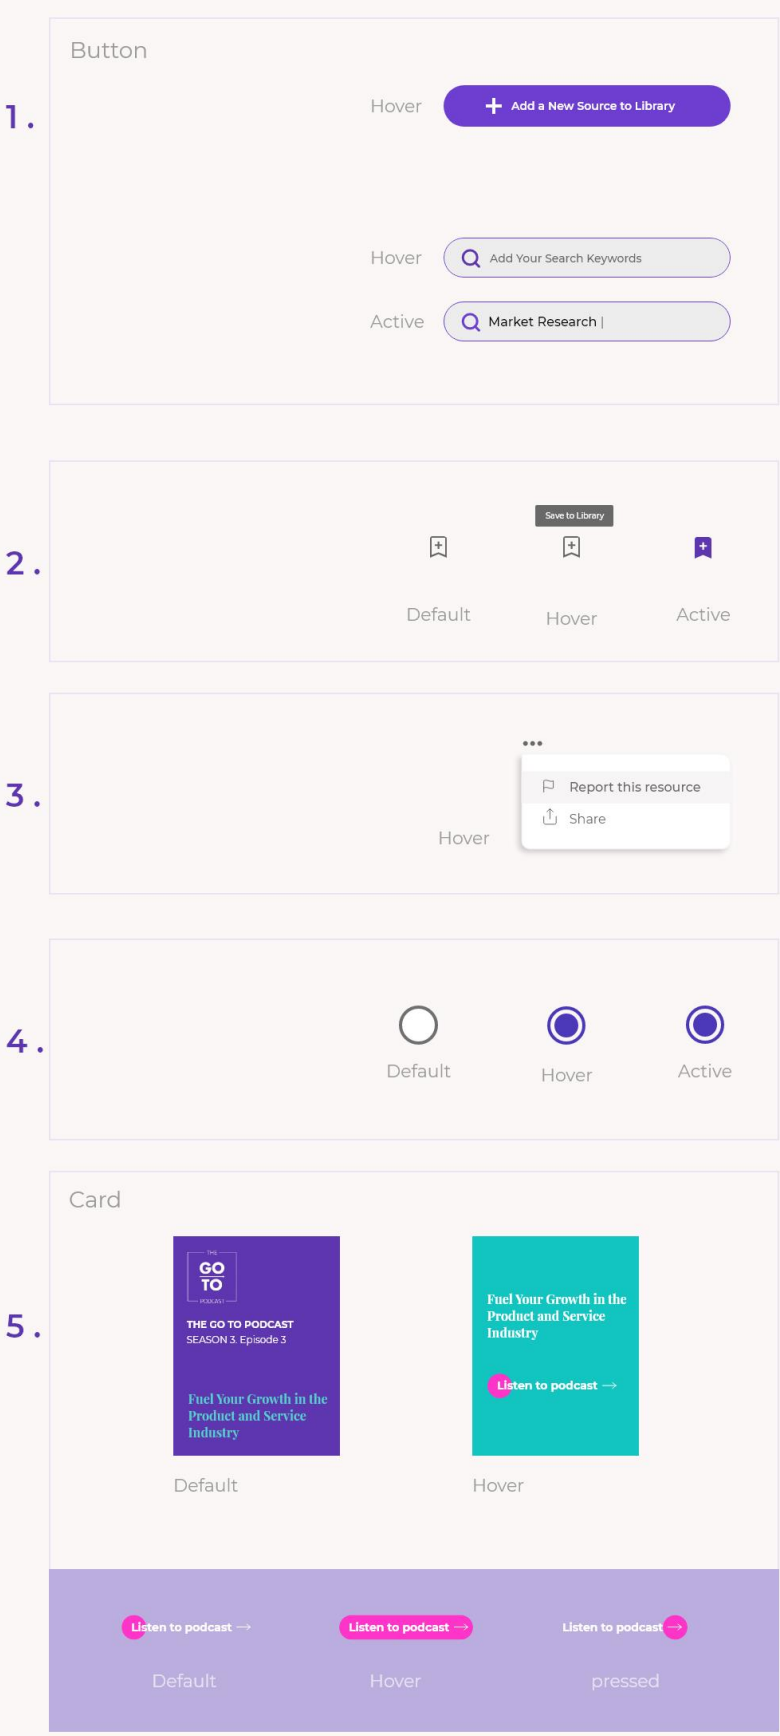 Button
1.
Hover
+ Add a New Source to Library
Hover
Add Your Search Keywords
Active
Market Research |
2.
Save to Library
Default
Hover
Active
3.
•••
Report this resource
Share
Hover
4.
Default
Hover
Active
5.
Card
THE
GO
TO
PODCAST
THE GO TO PODCAST
SEASON 3. Episode 3
Fuel Your Growth in the
Product and Service
Industry
Default
Fuel Your Growth in the
Product and Service
Industry
Listen to podcast →
Hover
Listen to podcast →
Default
Listen to podcast →
Hover
Listen to podcast →
pressed